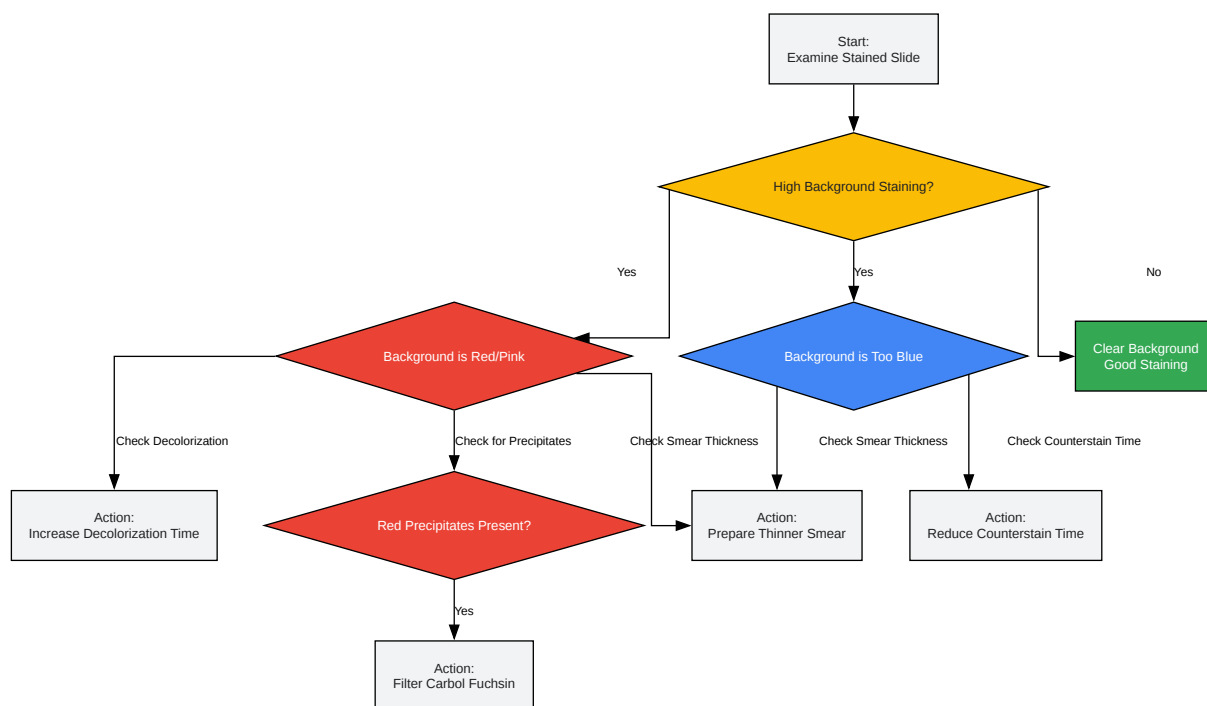 Start:
Examine Stained Slide
High Background Staining?
Yes
Yes
No
Background is Red/Pink
Background is Too Blue
Clear Background
Good Staining
Check Decolorization
Check for Precipitates
Check Smear Thickness
Check Smear Thickness
Check Counterstain Time
Action:
Increase Decolorization Time
Red Precipitates Present?
Action:
Prepare Thinner Smear
Action:
Reduce Counterstain Time
Yes
Action:
Filter Carbol Fuchsin